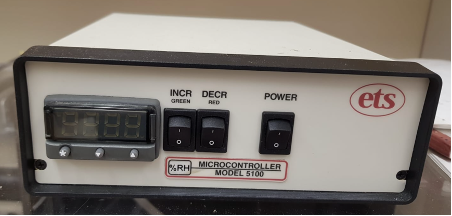 INCR DECR
GREEN RED
POWER
ets
%RH MICROCONTROLLER
MODEL 5100